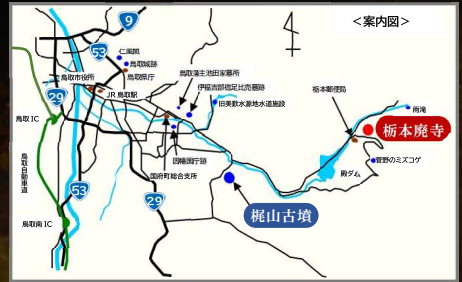 ＜案内図＞
9
53
仁風閣
鳥取城跡
鳥取県庁
鳥取市役所
29
JR 鳥取駅
鳥取藩主池田家墓所
伊福吉部徳足比売墓跡
旧美歎水源地水道施設
栃本郵便局
雨滝
栃本廃寺
鳥取IC
因幡国庁跡
国府町総合支所
菅野のミズコケ
殿ダム
鳥取自動車道
53
29
梶山古墳
鳥取南IC